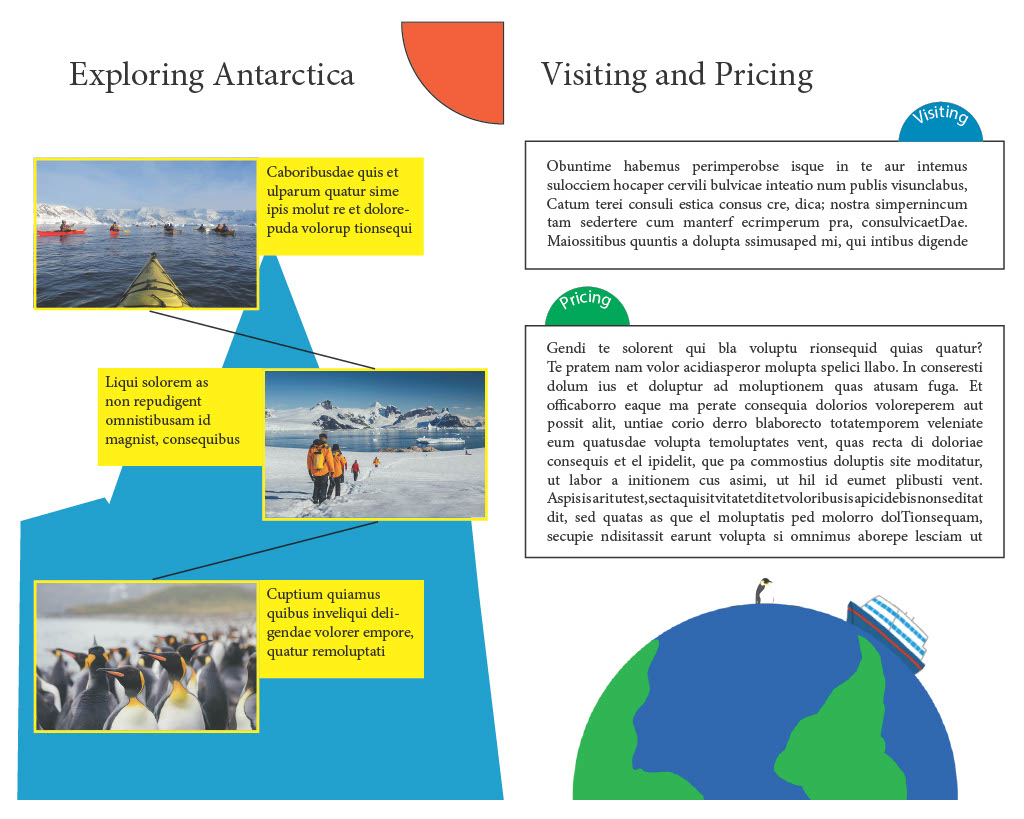 Exploring Antarctica
Caboribusdae quis et
ulparum quatur sime
ipis molut re et dolore-
puda volorup tionsequi
Liqui solorem as
non repudigent
omnistibusam id
magnist, consequibus
Cuptium quiamus
quibus inveliqui deli-
gendae volorer empore,
quatur remoluptati
Visiting and Pricing
Visiting
Obuntime habemus perimperobse isque in te aur intemus
sulocciem hocaper cervili bulvicae inteatio num publis visunclabus,
Catum terei consuli estica consus cre, dica; nostra simpernincum
tam sedertere cum manterf ecrimperum pra, consulvicaetDae.
Maiossitibus quuntis a dolupta ssimusaped mi, qui intibus digende
Pricing
Gendi te solorent qui bla voluptu rionsequid quias quatur?
Te pratem nam volor acidiasperor molupta spelici llabo. In conseresti
dolum ius et doluptur ad moluptionem quas atusam fuga. Et
officaborro eaque ma perate consequia dolorios voloreperem aut
possit alit, untiae corio derro blaborecto totatemporem veleniate
eum quatusdae volupta temoluptates vent, quas recta di doloriae
consequis et el ipidelit, que pa commostius doluptis site moditatur,
ut labor a initionem cus asimi, ut hil id eumet plibusti vent.
Aspisisaritutest,sectaquisitvitatetditetvoloribusisapicidebisnonseditat
dit, sed quatas as que el moluptatis ped molorro dolTionsequam,
secupie ndisitassit earunt volupta si omnimus aborepe lesciam ut